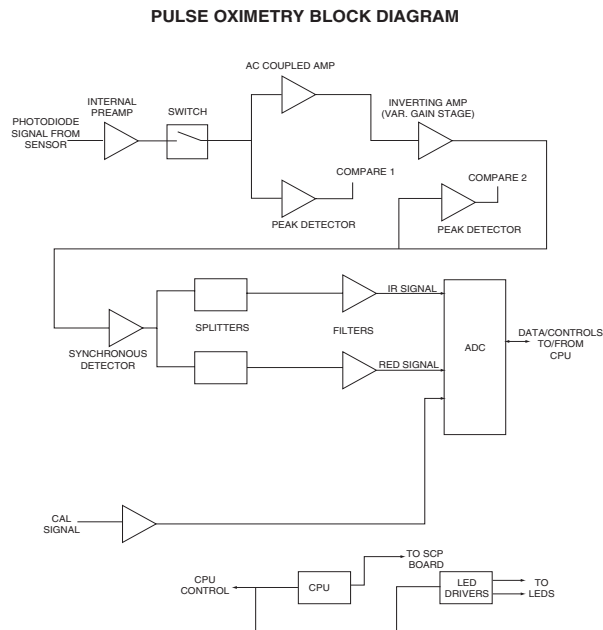 PULSE OXIMETRY BLOCK DIAGRAM
AC COUPLED AMP
INTERNAL
PREAMP
SWITCH
INVERTING AMP
(VAR. GAIN STAGE)
PHOTODIODE
SIGNAL FROM
SENSOR
COMPARE 1
COMPARE 2
PEAK DETECTOR
PEAK DETECTOR
IR SIGNAL
SPLITTERS
FILTERS
SYNCHRONOUS
DETECTOR
RED SIGNAL
ADC
DATA/CONTROLS
TO/FROM
CPU
CAL
SIGNAL
TO SCP
BOARD
CPU
CONTROL
CPU
LED
DRIVERS
TO
LEDS